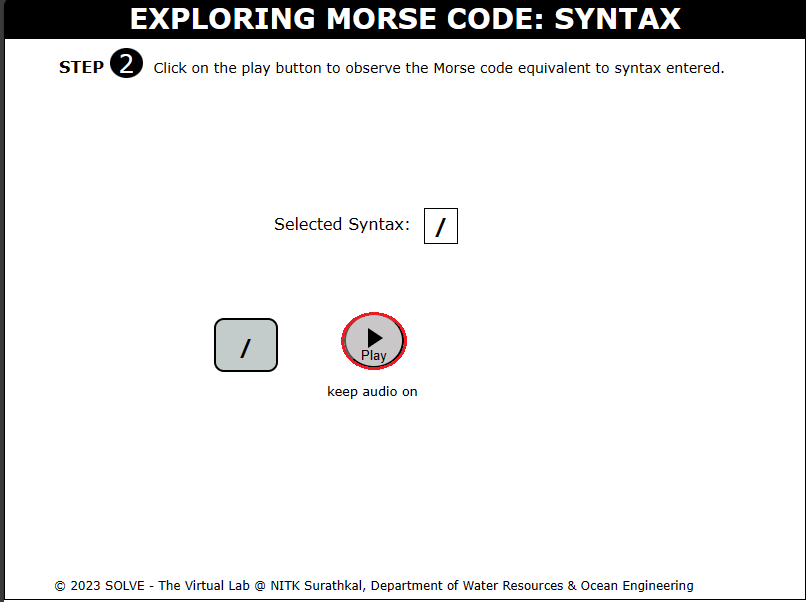 EXPLORING MORSE CODE: SYNTAX
STEP 2 Click on the play button to observe the Morse code equivalent to syntax entered.
Selected Syntax: /
/
Play
keep audio on
© 2023 SOLVE - The Virtual Lab @ NITK Surathkal, Department of Water Resources & Ocean Engineering